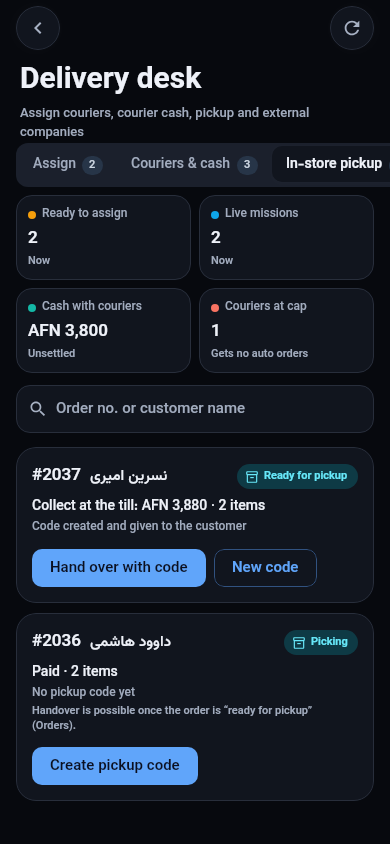 Delivery desk
Assign couriers, courier cash, pickup and external
companies
Assign 2 Couriers & cash 3 In-store pickup
Ready to assign
2
Now
Live missions
2
Now
Cash with couriers
AFN 3,800
Unsettled
Couriers at cap
1
Gets no auto orders
Order no. or customer name
#2037 نسرین امیری Ready for pickup
Collect at the till: AFN 3,880 · 2 items
Code created and given to the customer
Hand over with code New code
#2036 داوود هاشمی Picking
Paid · 2 items
No pickup code yet
Handover is possible once the order is “ready for pickup”
(Orders).
Create pickup code